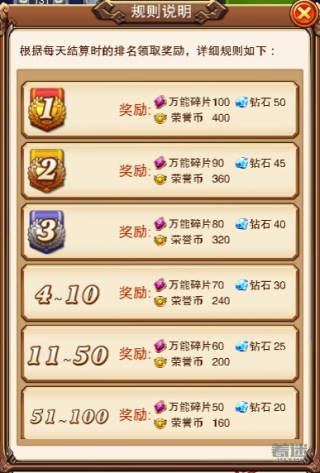 规则说明
根据每天结算时的排名领取奖励，详细规则如下：
1 奖励: 万能碎片100 钻石 50
荣誉币 400
2 奖励: 万能碎片90 钻石 45
荣誉币 360
3 奖励: 万能碎片80 钻石 40
荣誉币 320
4~10 奖励: 万能碎片70 钻石 30
荣誉币 240
11~50 奖励: 万能碎片60 钻石 25
荣誉币 200
51~100 奖励: 万能碎片50 钻石 20
荣誉币 160
着迷